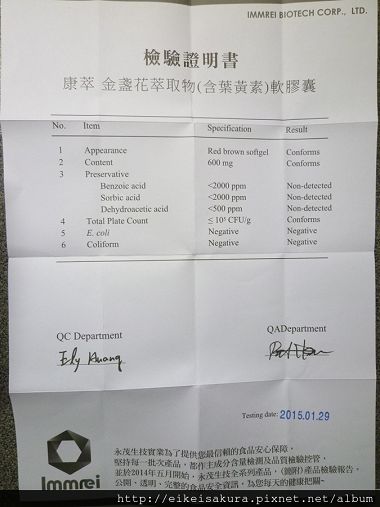 IMMREI BIOTECH CORP., LTD.
檢驗證明書
康萃 金盞花萃取物(含葉黃素)軟膠囊
No. Item Specification Result
1 Appearance Red brown softgel Conforms
2 Content 600 mg Conforms
3 Preservative
Benzoic acid <2000 ppm Non-detected
Sorbic acid <2000 ppm Non-detected
Dehydroacetic acid <500 ppm Non-detected
4 Total Plate Count ≤ 10⁴ CFU/g Conforms
5 E. coli Negative Negative
6 Coliform Negative Negative
QC Department QADepartment
Ely Huang
Testing date: 2015.01.29
永茂生技實業為了提供您最信賴的食品安心保障，
堅持每一批次產品，都作主成分含量檢測及品質檢驗控管，
並於2014年五月開始，永茂生技全系列產品，(隨附)產品檢驗報告，
公開、透明、完整的食品安全資訊，為您每天的健康把關~
Immrei
http://eikeisakura.pixnet.net/album